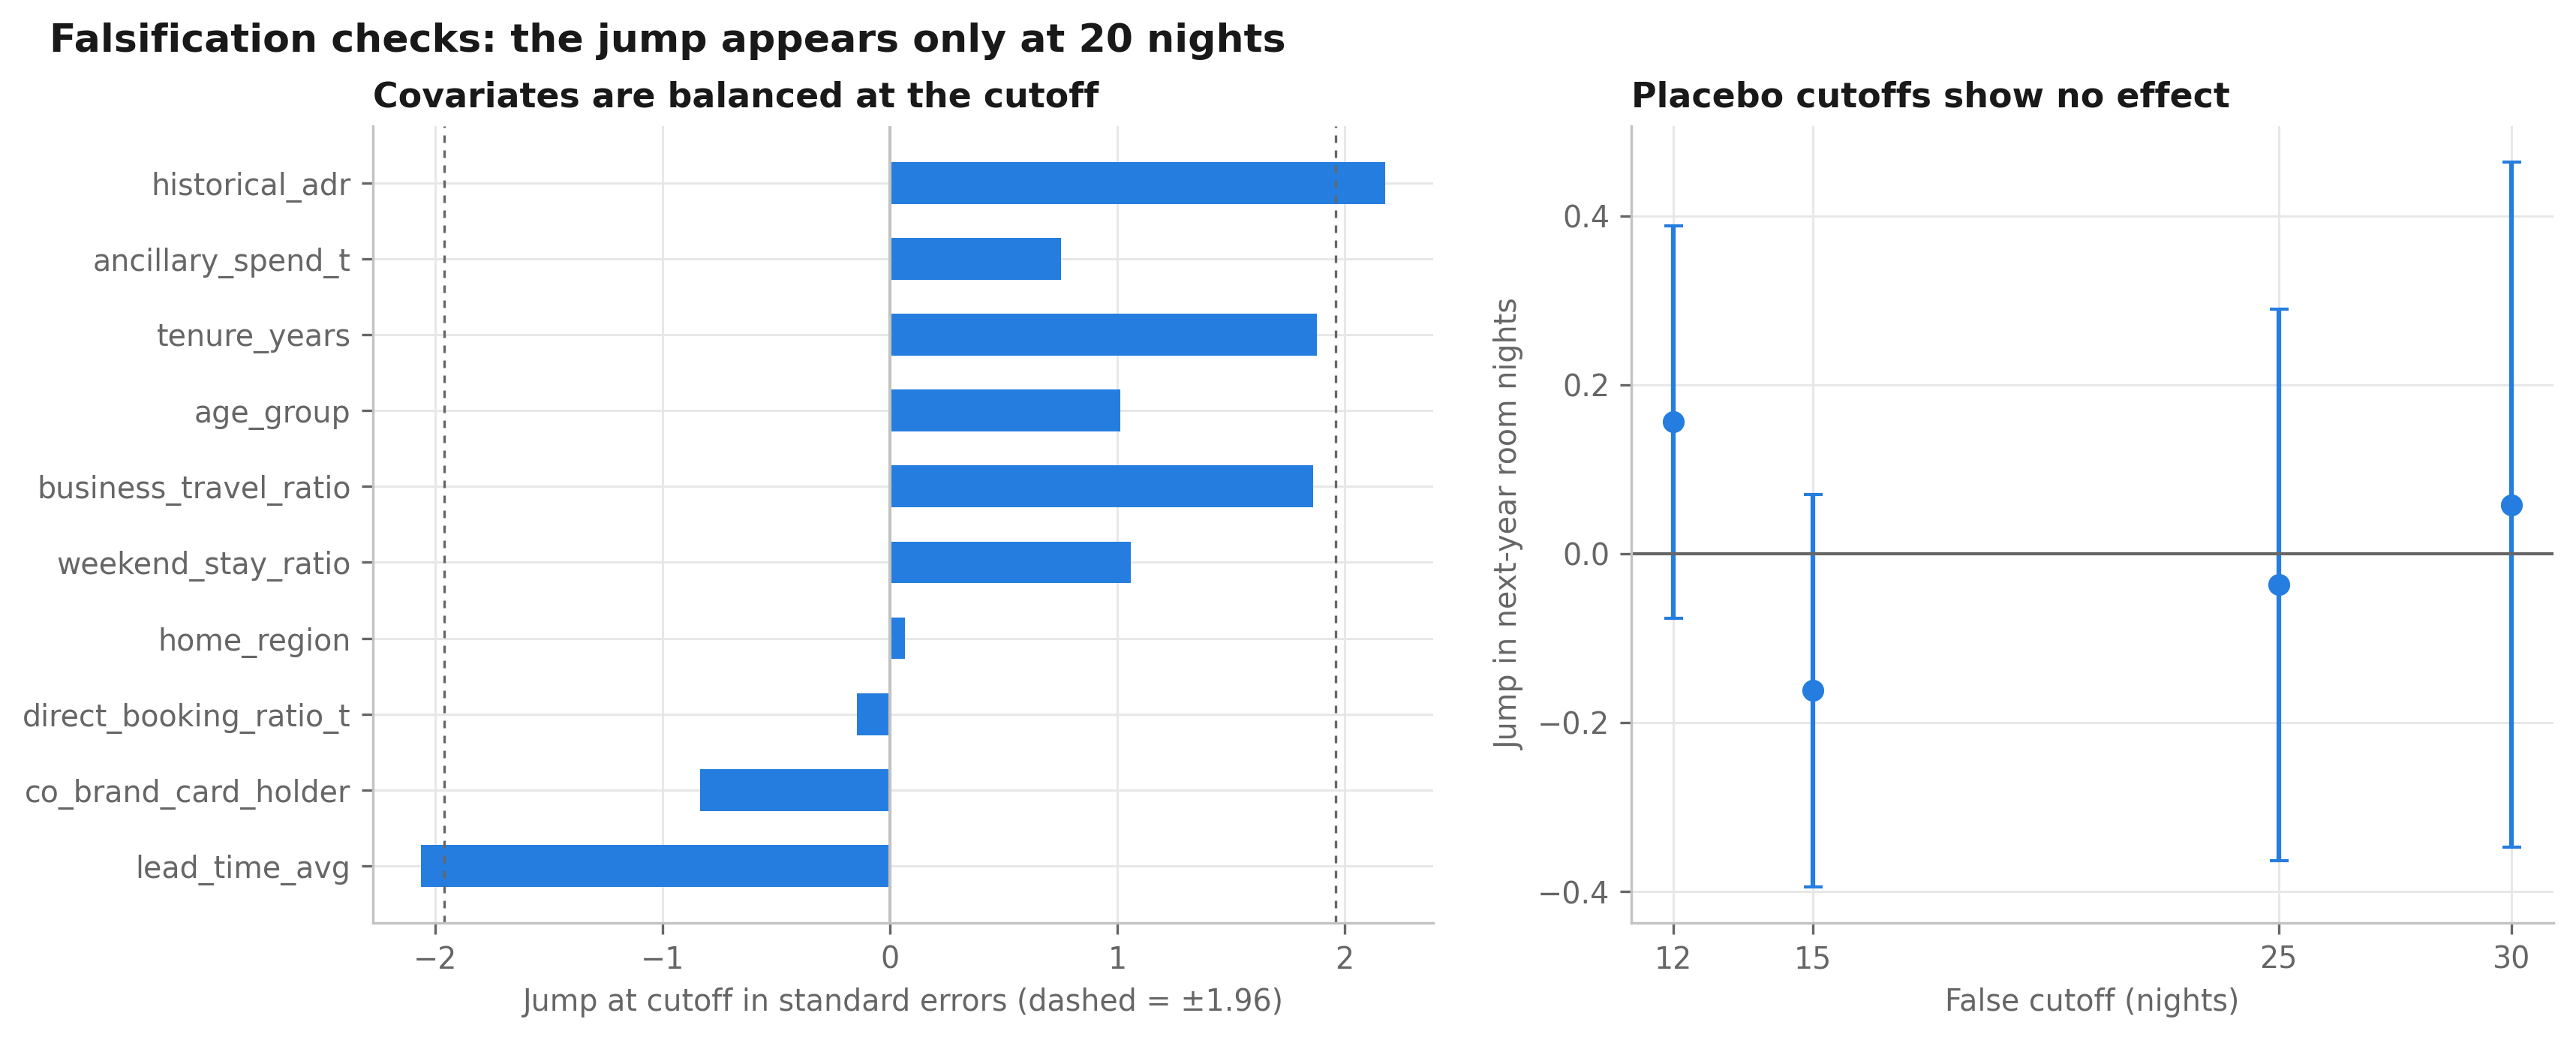 Falsification checks: the jump appears only at 20 nights
Covariates are balanced at the cutoff
historical_adr
ancillary_spend_t
tenure_years
age_group
business_travel_ratio
weekend_stay_ratio
home_region
direct_booking_ratio_t
co_brand_card_holder
lead_time_avg
−2 −1 0 1 2
Jump at cutoff in standard errors (dashed = ±1.96)
Placebo cutoffs show no effect
Jump in next-year room nights
0.4
0.2
0.0
−0.2
−0.4
12 15 25 30
False cutoff (nights)